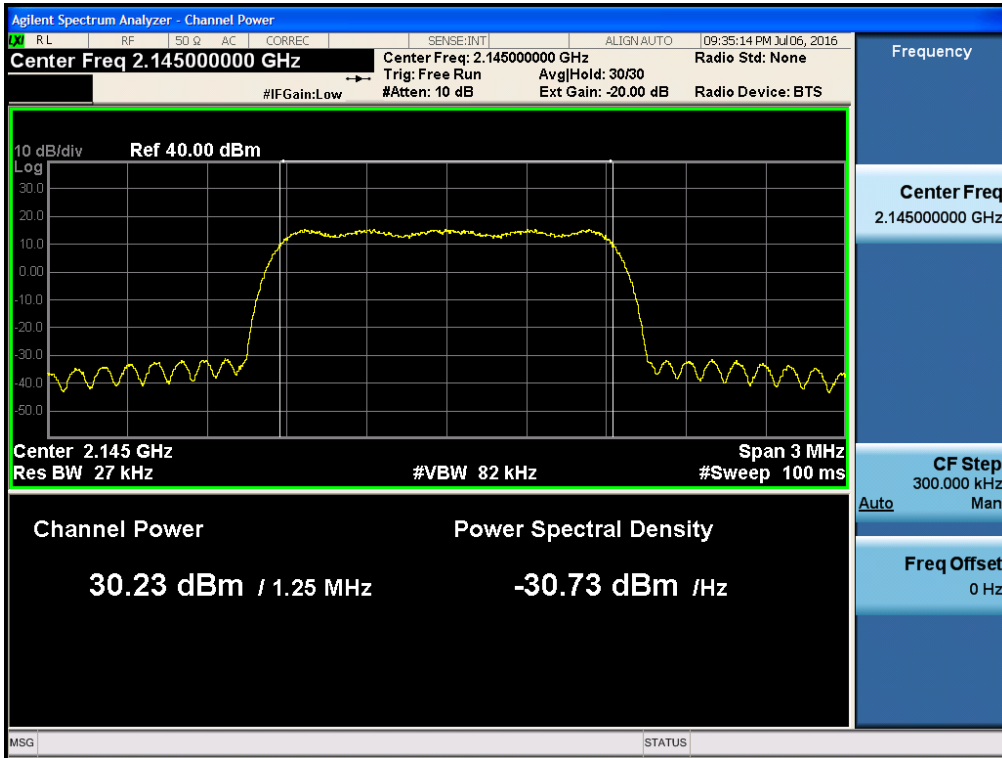 Agilent Spectrum Analyzer - Channel Power
LXI RL RF 50 Ω AC CORREC SENSE:INT ALIGN AUTO 09:35:14 PM Jul 06, 2016
Center Freq 2.145000000 GHz
Center Freq: 2.145000000 GHz Radio Std: None
Trig: Free Run Avg|Hold: 30/30
#IFGain:Low #Atten: 10 dB Ext Gain: -20.00 dB Radio Device: BTS
10 dB/div Ref 40.00 dBm
Log
30.0
20.0
10.0
0.00
-10.0
-20.0
-30.0
-40.0
-50.0
Center 2.145 GHz Span 3 MHz
Res BW 27 kHz #VBW 82 kHz #Sweep 100 ms
Channel Power Power Spectral Density
30.23 dBm / 1.25 MHz -30.73 dBm /Hz
MSG STATUS
Frequency
Center Freq
2.145000000 GHz
CF Step
300.000 kHz
Auto Man
Freq Offset
0 Hz